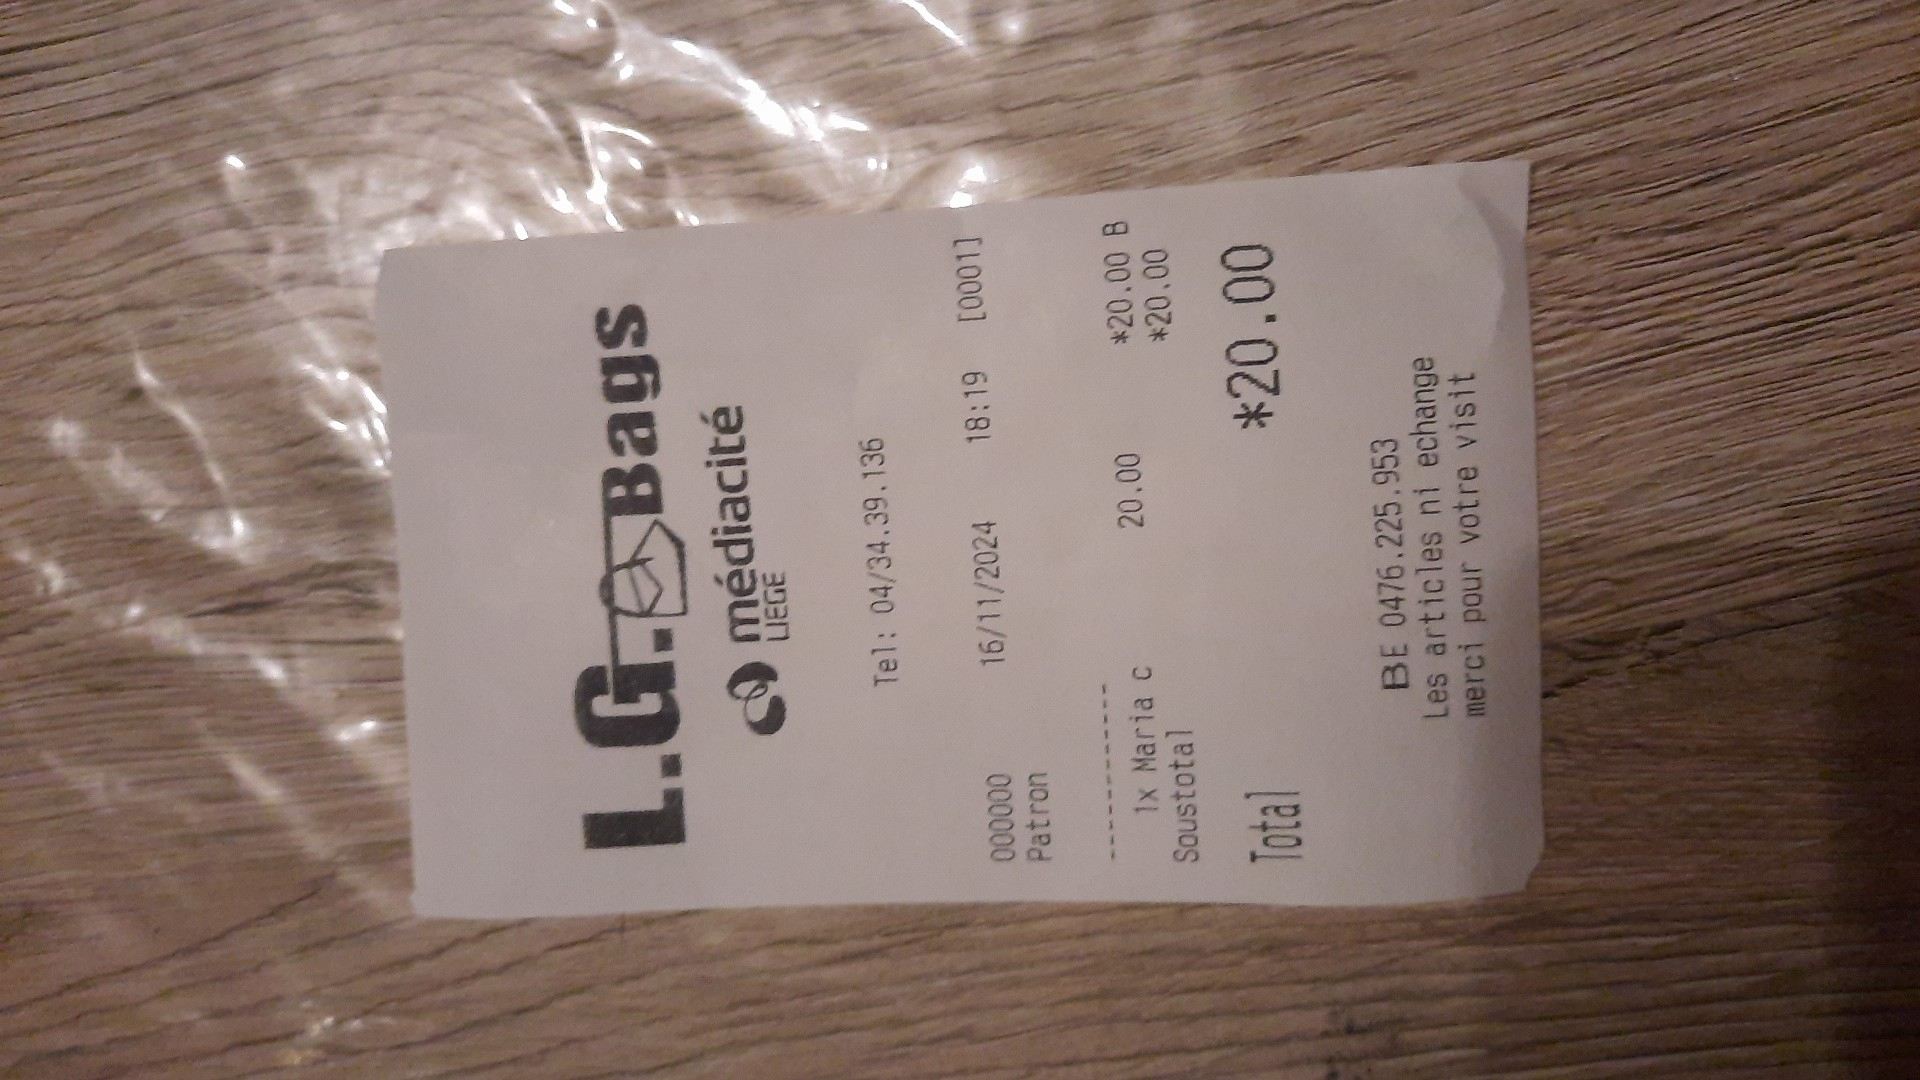 L.G. Bags
médiacité
LIEGE
Tel: 04/34.39.136
000000 16/11/2024 18:19 [0001]
Patron
------------
1x Maria C 20.00 *20.00 B
Soustotal *20.00
Total *20.00
BE 0476.225.953
Les articles ni echange
merci pour votre visit